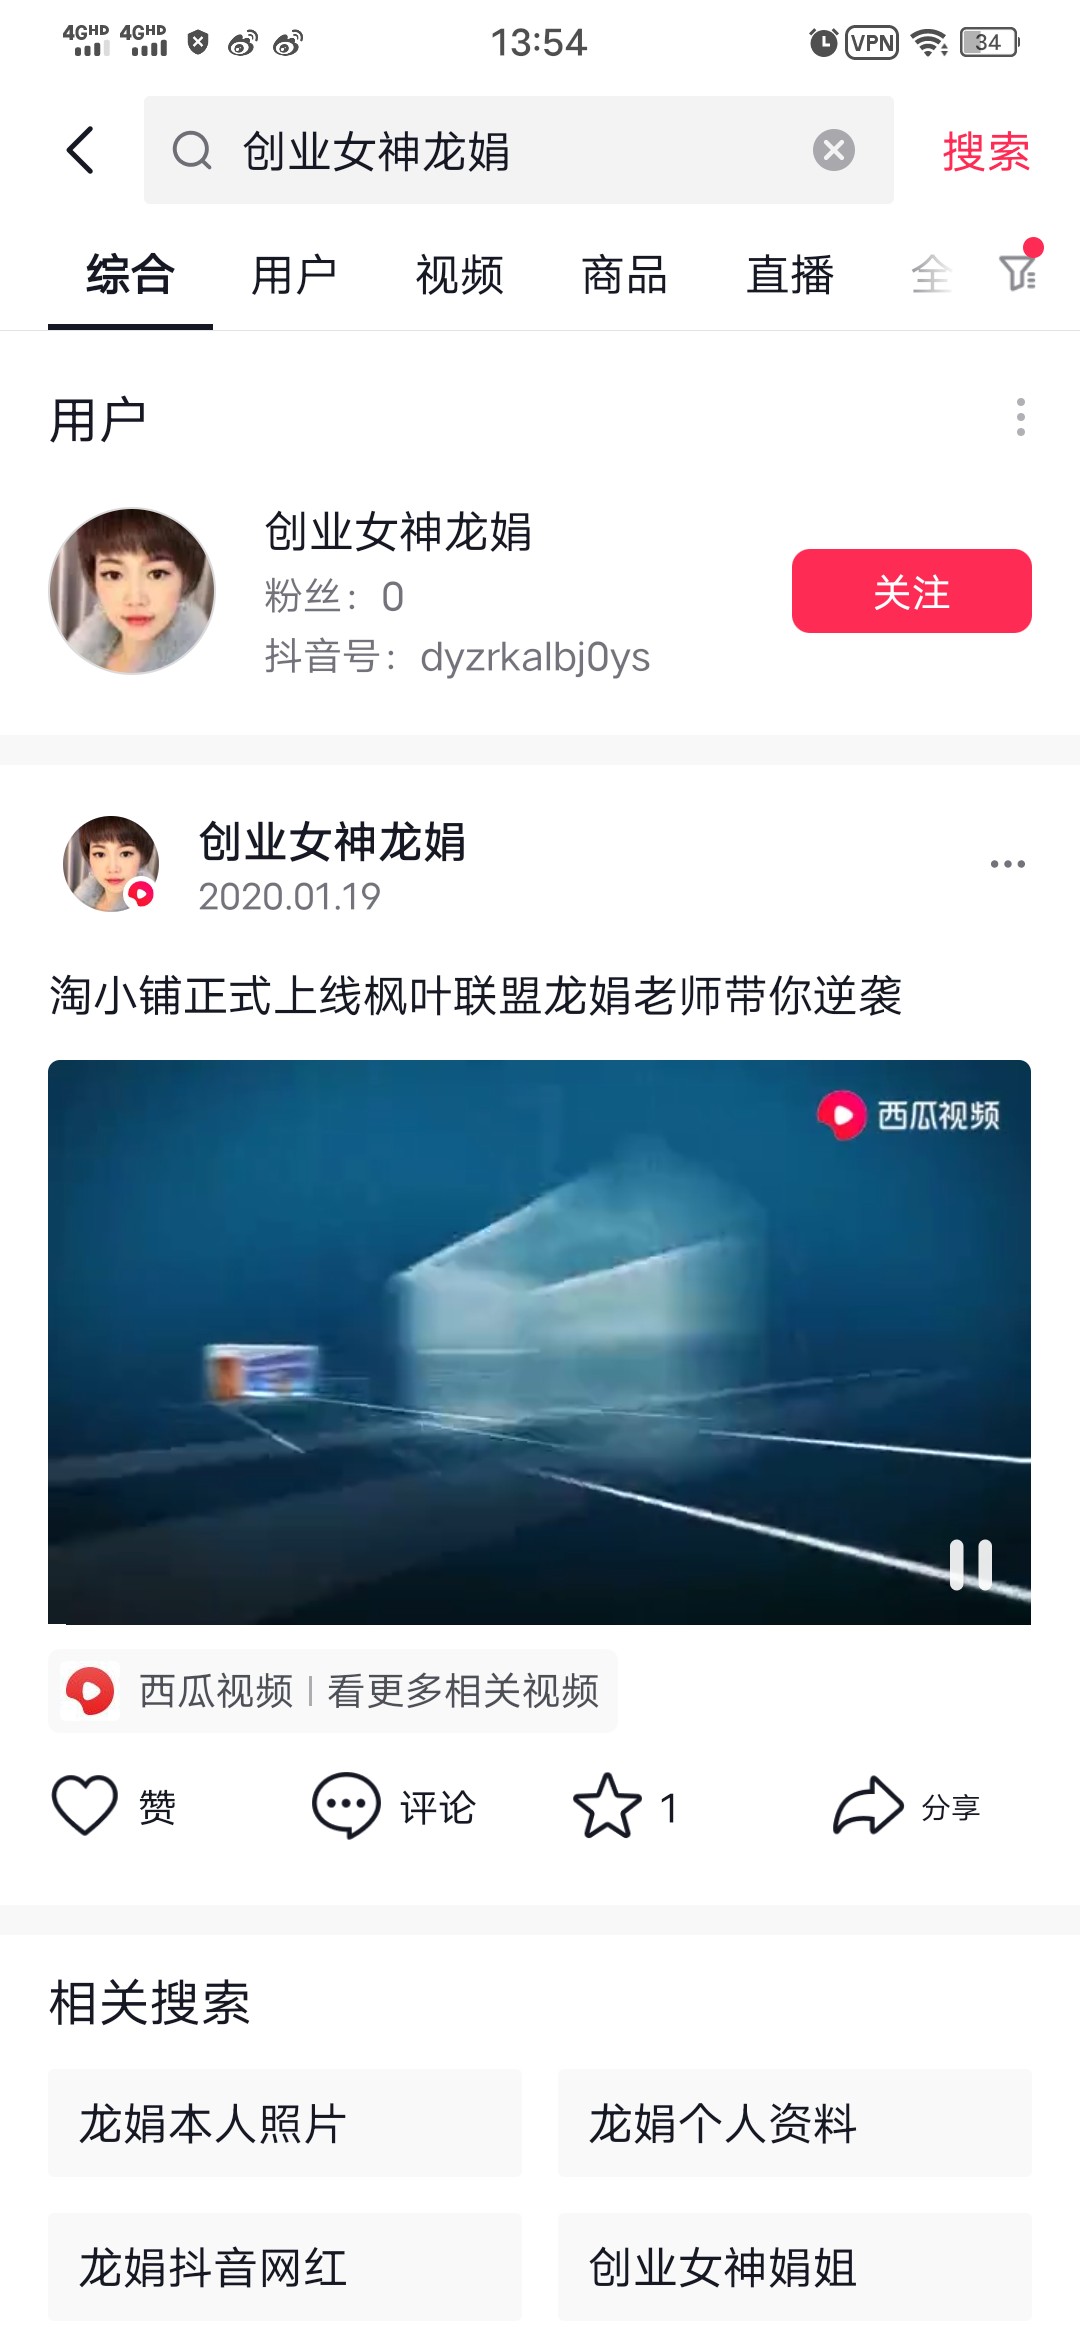 4GHD 4GHD 13:54 VPN 34
创业女神龙娟 搜索
综合 用户 视频 商品 直播 全
用户
创业女神龙娟
粉丝：0
关注
抖音号：dyzrkalbj0ys
创业女神龙娟
2020.01.19
淘小铺正式上线枫叶联盟龙娟老师带你逆袭
西瓜视频
西瓜视频 | 看更多相关视频
赞 评论 1 分享
相关搜索
龙娟本人照片 龙娟个人资料
龙娟抖音网红 创业女神娟姐